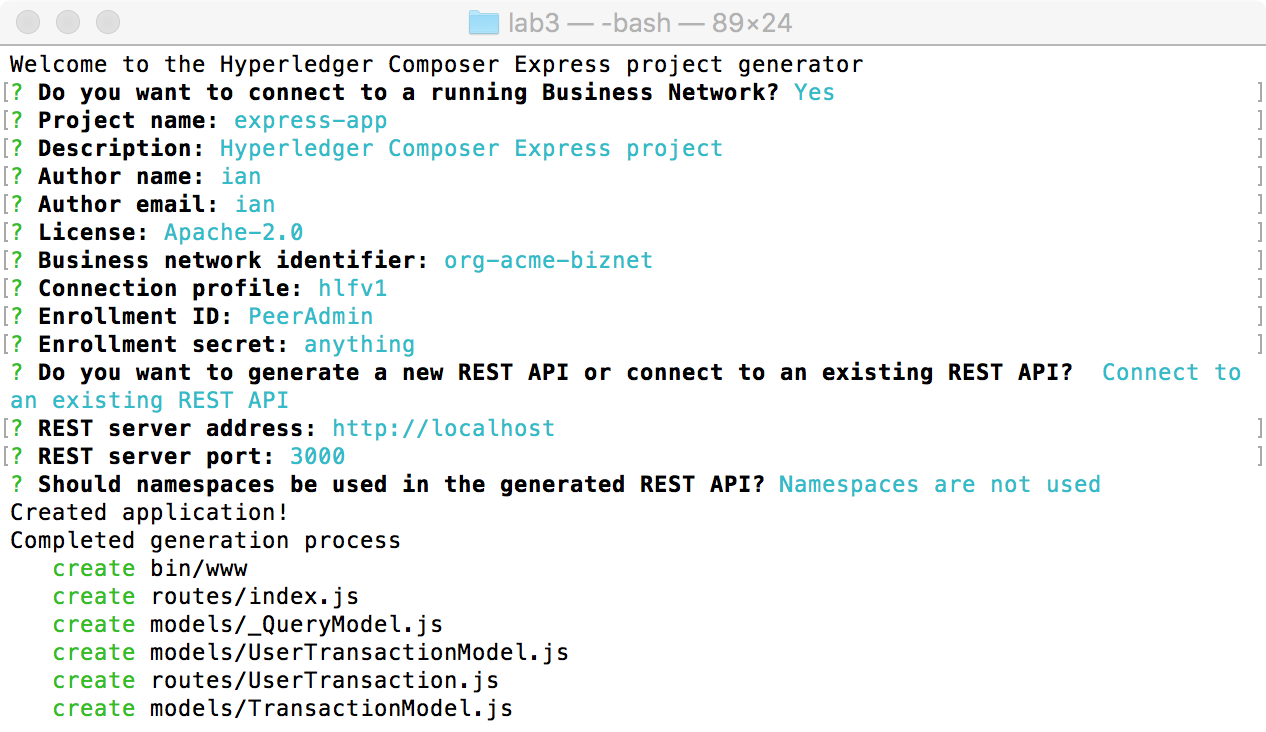 lab3 — -bash — 89×24
Welcome to the Hyperledger Composer Express project generator
[? Do you want to connect to a running Business Network? Yes ]
[? Project name: express-app ]
[? Description: Hyperledger Composer Express project ]
[? Author name: ian ]
[? Author email: ian ]
[? License: Apache-2.0 ]
[? Business network identifier: org-acme-biznet ]
[? Connection profile: hlfv1 ]
[? Enrollment ID: PeerAdmin ]
[? Enrollment secret: anything ]
? Do you want to generate a new REST API or connect to an existing REST API?  Connect to
an existing REST API
[? REST server address: http://localhost ]
[? REST server port: 3000 ]
? Should namespaces be used in the generated REST API? Namespaces are not used
Created application!
Completed generation process
   create bin/www
   create routes/index.js
   create models/_QueryModel.js
   create models/UserTransactionModel.js
   create routes/UserTransaction.js
   create models/TransactionModel.js